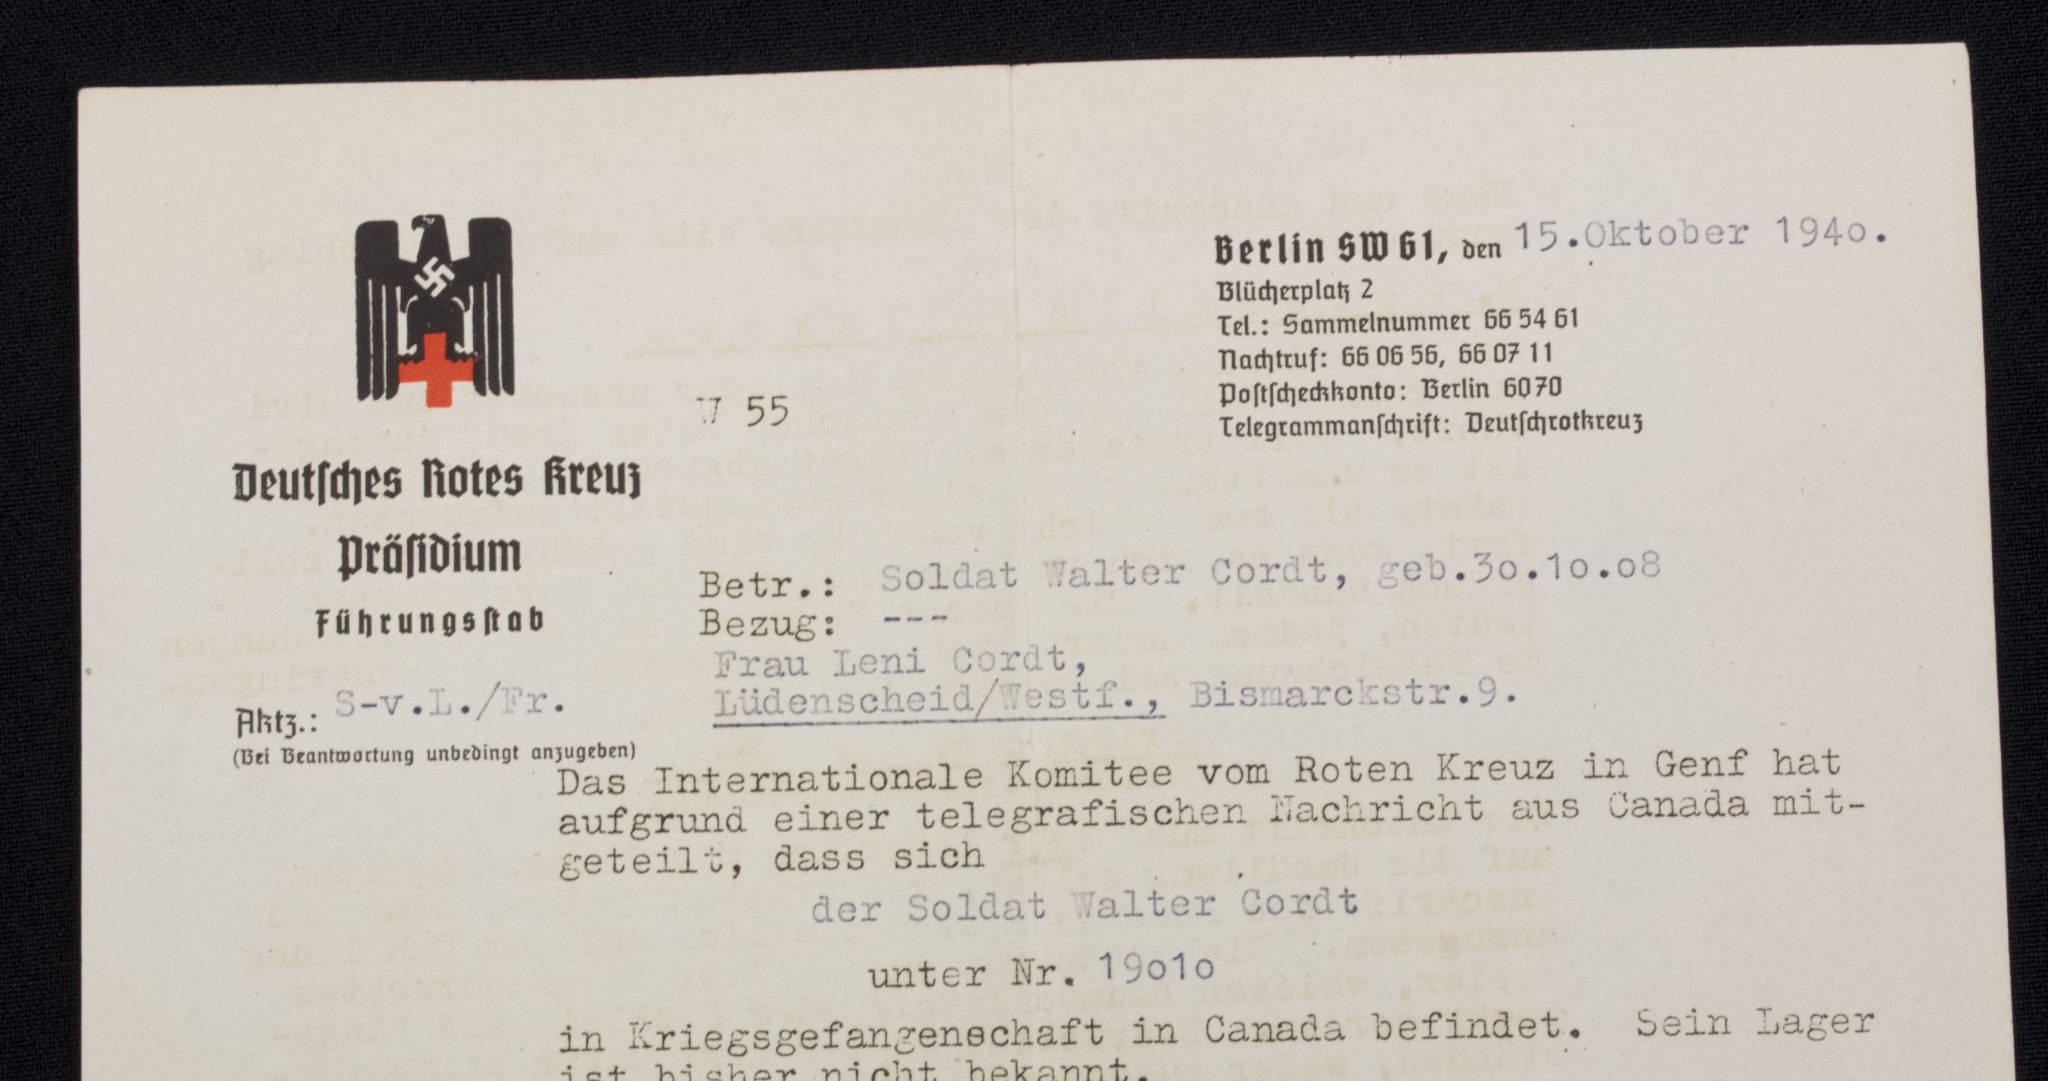 Berlin SW 61, den 15.Oktober 194o.
Blücherplatz 2
Tel.: Sammelnummer 66 54 61
Nachtruf: 66 06 56, 66 07 11
Poſtſcheckkonto: Berlin 6070
Telegrammanſchrift: Deutſchrotkreuz
55
Deutſches Rotes Kreuz
Präſidium
Führungsſtab
Betr.: Soldat Walter Cordt, geb.3o.1o.o8
Bezug: ---
Frau Leni Cordt,
Lüdenscheid/Westf., Bismarckstr.9.
Aktz.: S-v.L./Fr.
(Bei Beantwortung unbedingt anzugeben)
Das Internationale Komitee vom Roten Kreuz in Genf hat
aufgrund einer telegrafischen Nachricht aus Canada mit-
geteilt, dass sich
der Soldat Walter Cordt
unter Nr. 19o1o
in Kriegsgefangenschaft in Canada befindet. Sein Lager
ist bisher nicht bekannt.